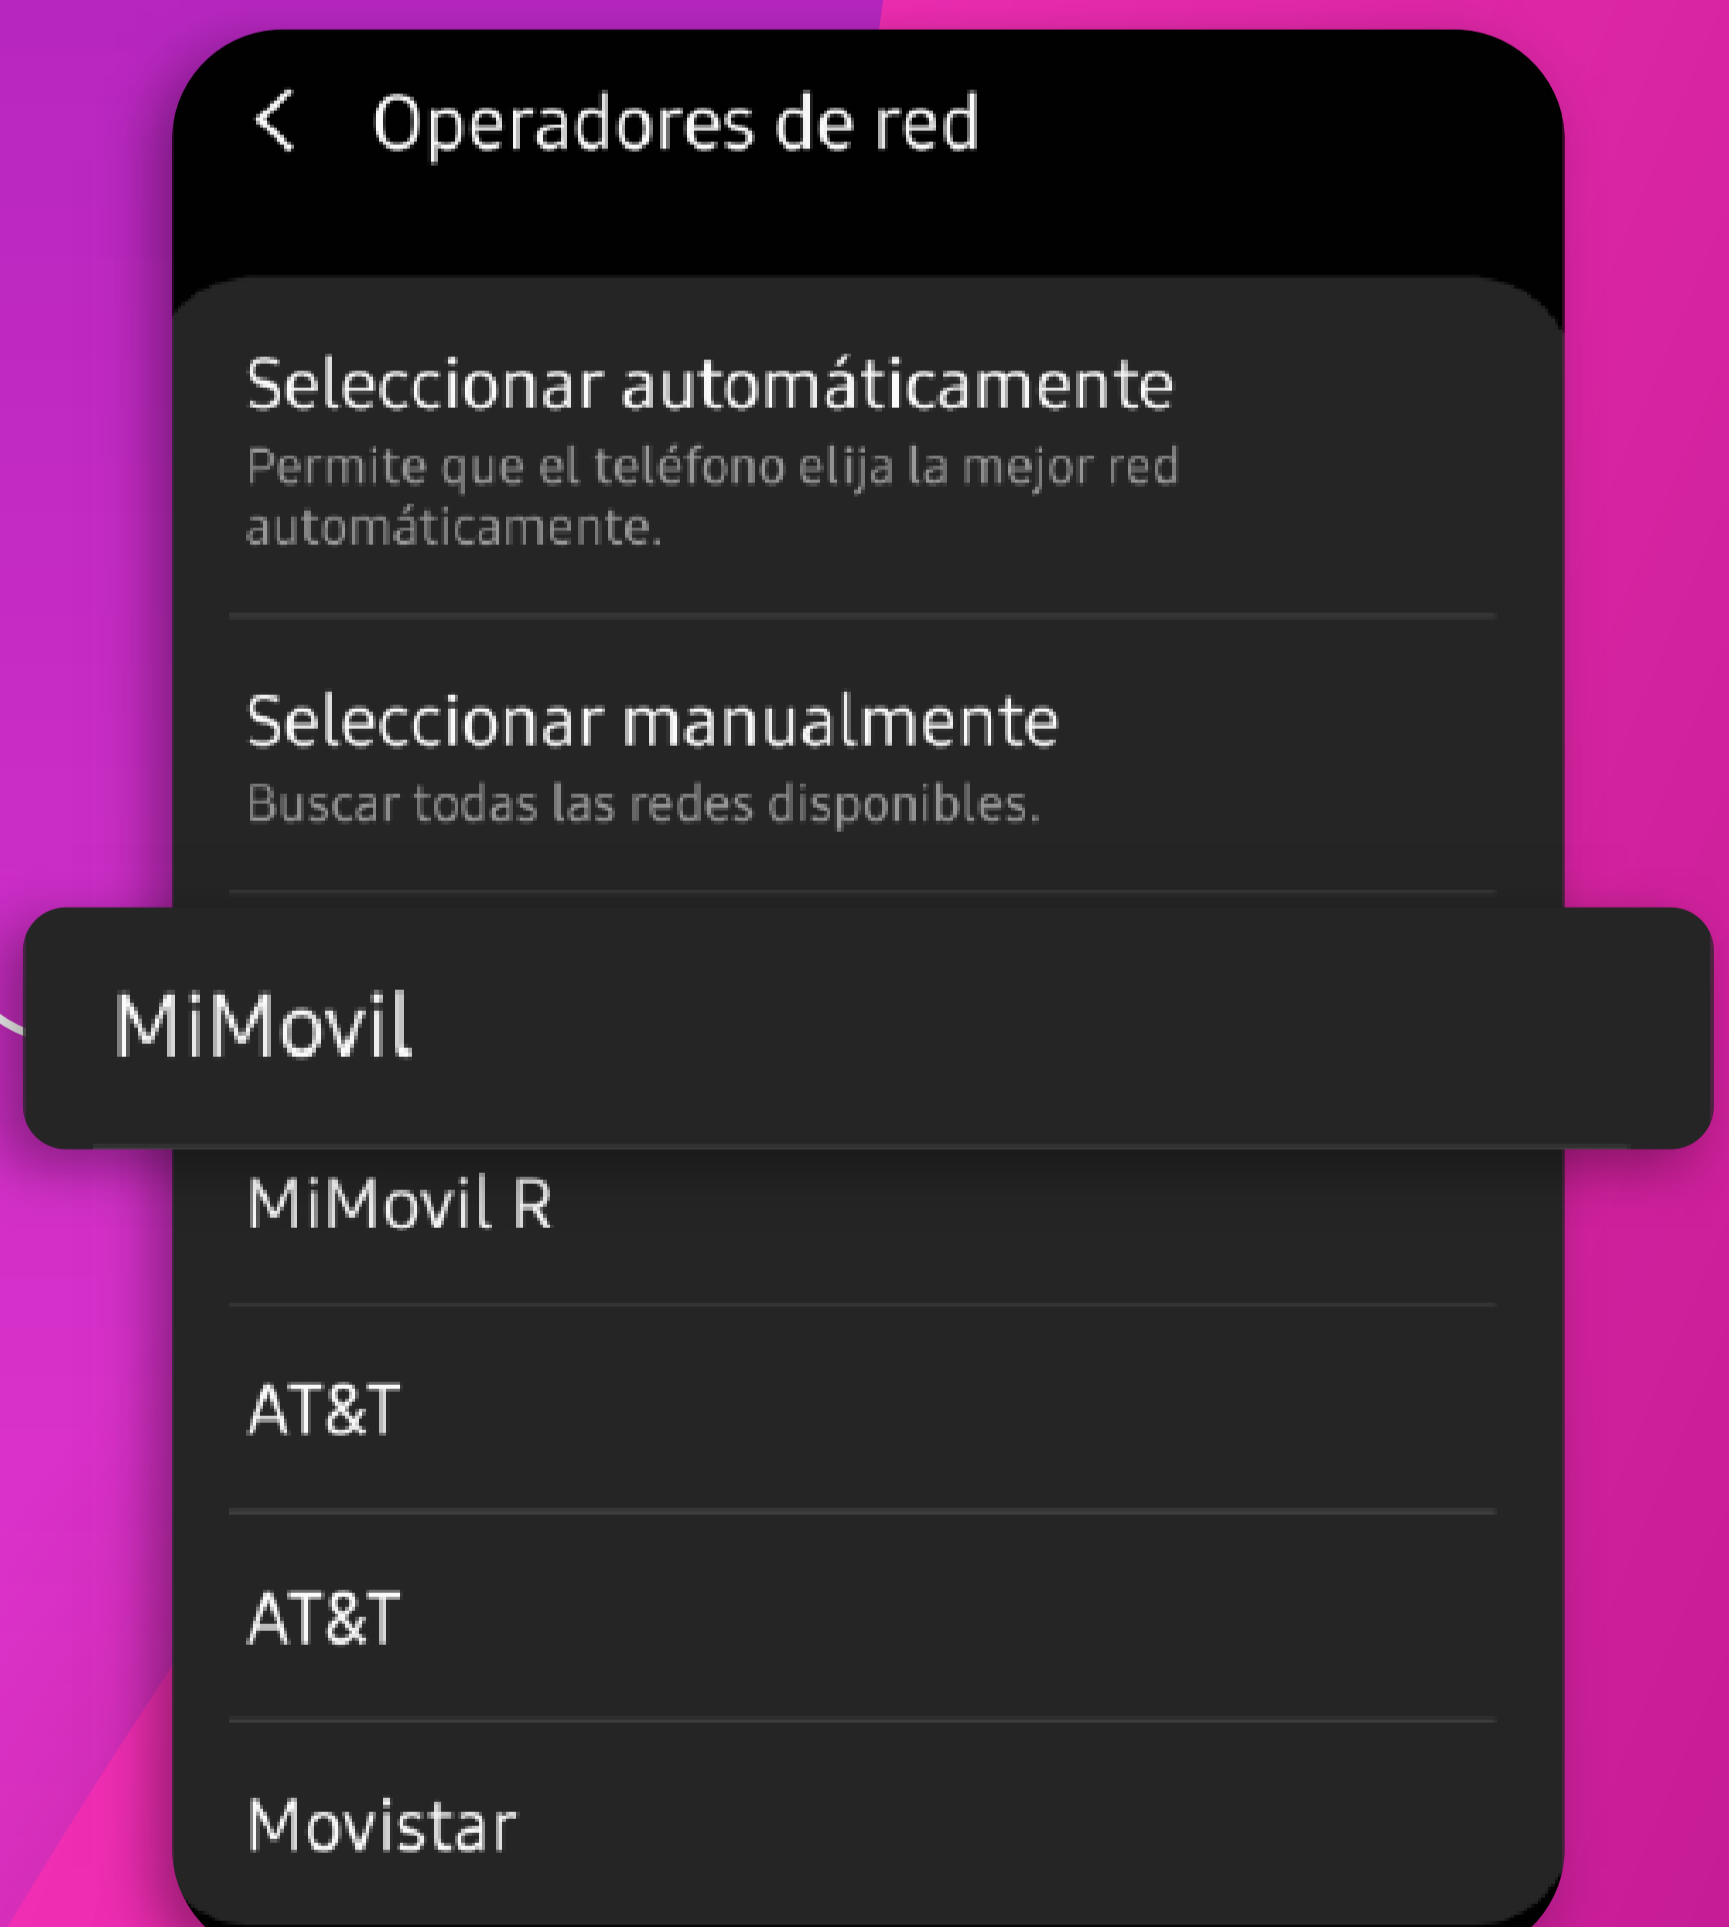 Operadores de red
Seleccionar automáticamente
Permite que el teléfono elija la mejor red
automáticamente.
Seleccionar manualmente
Buscar todas las redes disponibles.
MiMovil
MiMovil R
AT&T
AT&T
Movistar